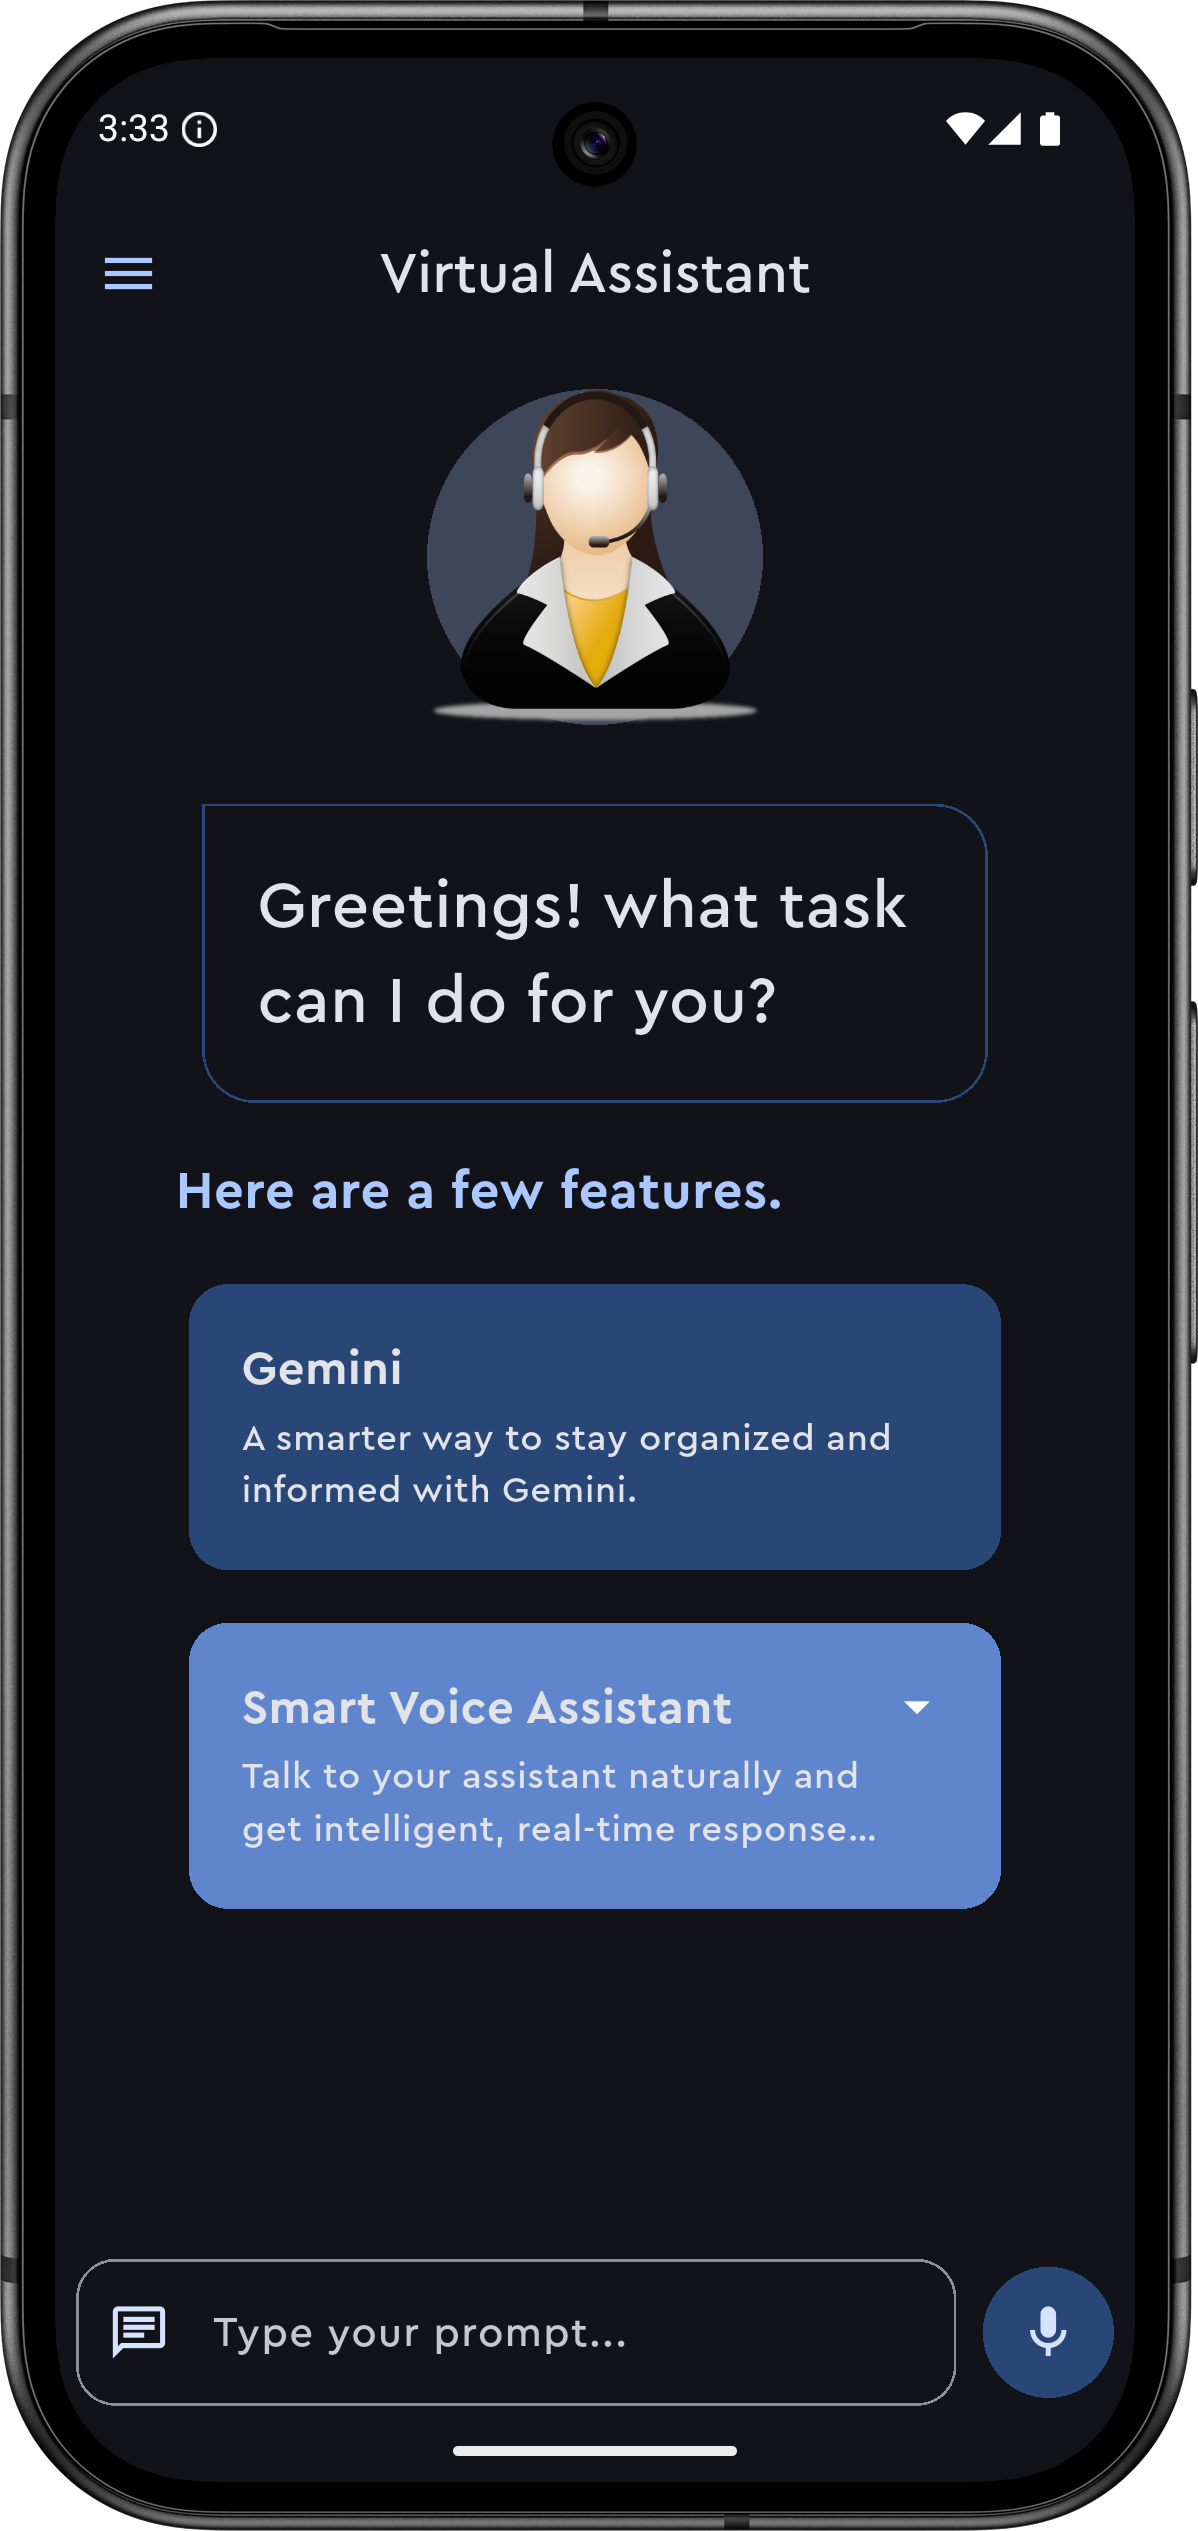 3:33
Virtual Assistant
Greetings! what task
can I do for you?
Here are a few features.
Gemini
A smarter way to stay organized and
informed with Gemini.
Smart Voice Assistant
Talk to your assistant naturally and
get intelligent, real-time response...
Type your prompt...